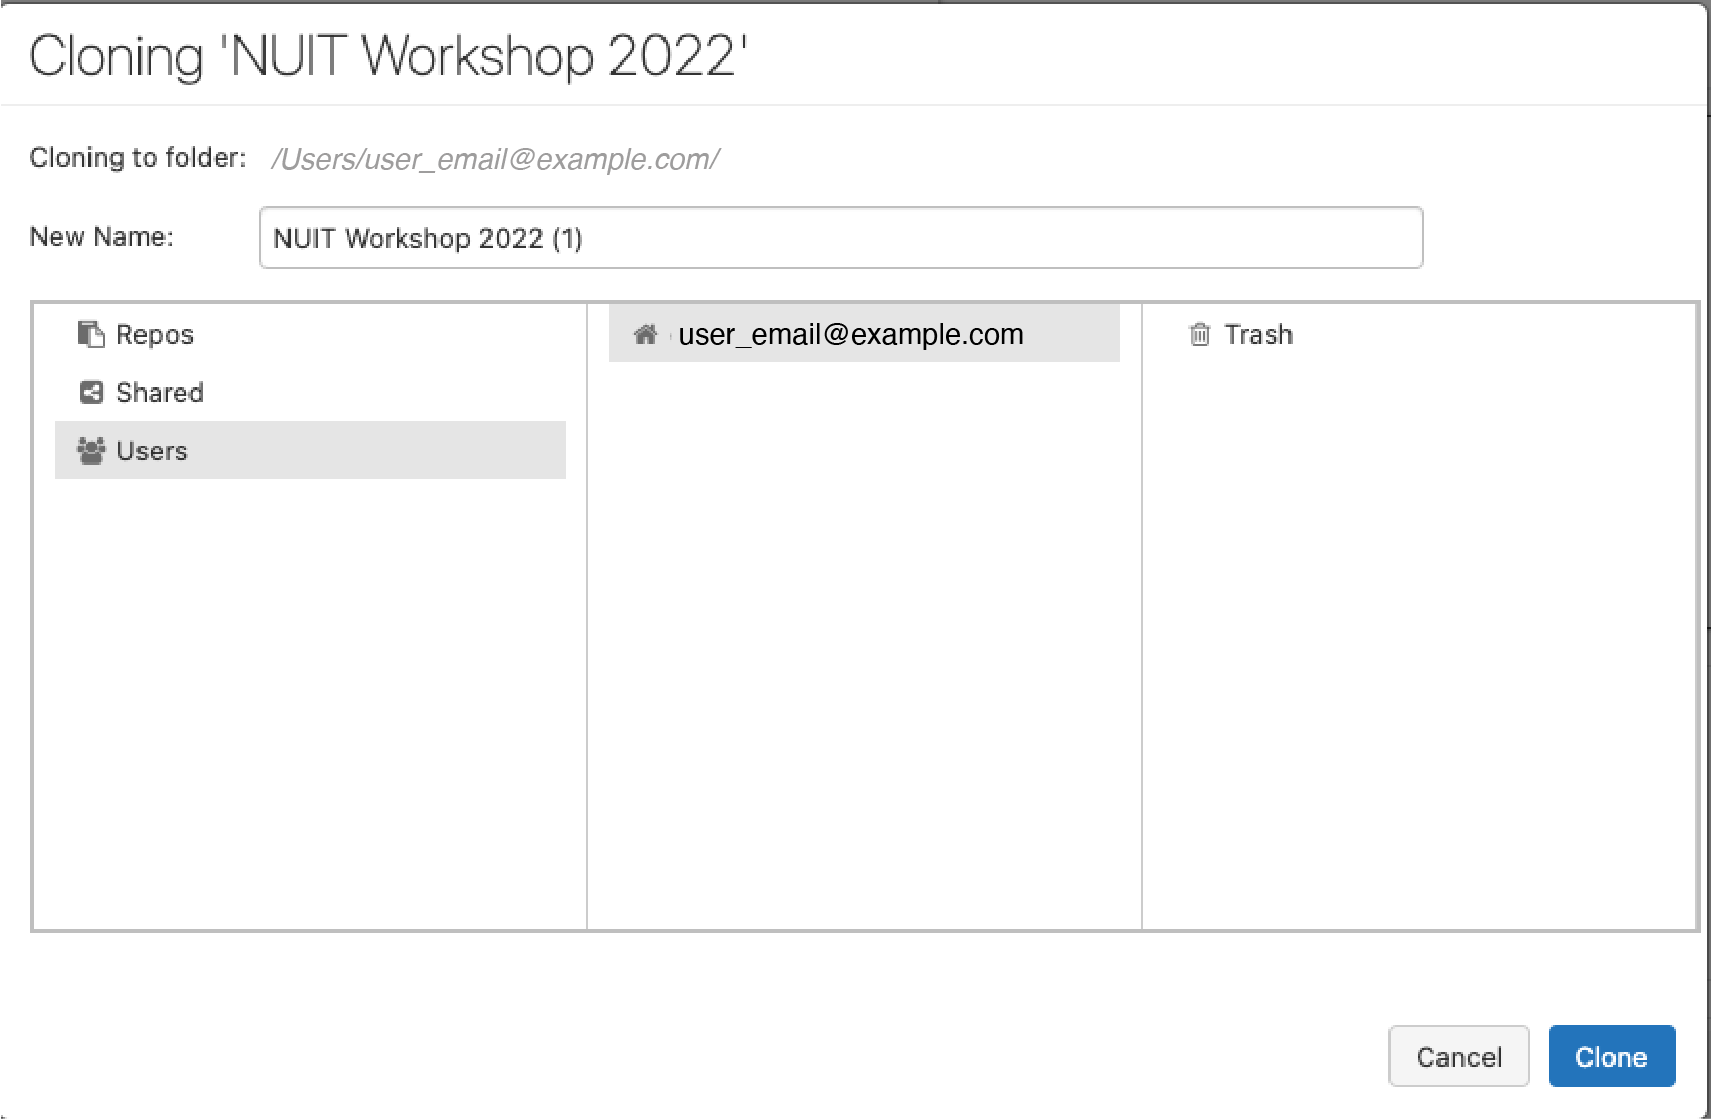 Cloning 'NUIT Workshop 2022'
Cloning to folder: /Users/user_email@example.com/
New Name: NUIT Workshop 2022 (1)
Repos
Shared
Users
user_email@example.com
Trash
Cancel
Clone